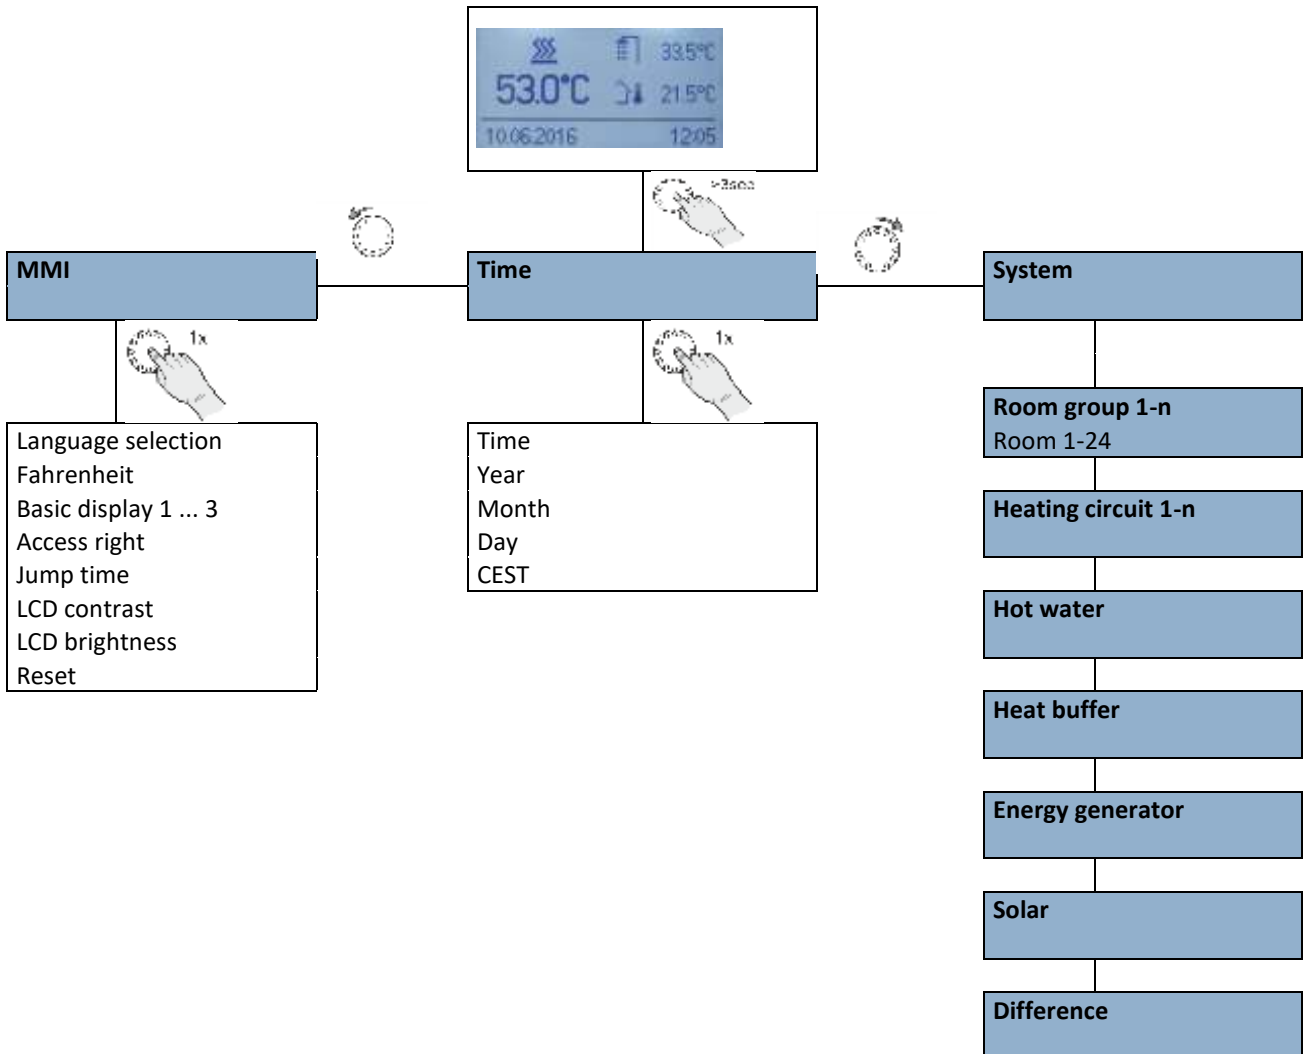 33.5°C
53.0°C
21.5°C
10.06.2016 12:05
>3sec
MMI
Time
System
1x
1x
Language selection
Fahrenheit
Basic display 1 ... 3
Access right
Jump time
LCD contrast
LCD brightness
Reset
Time
Year
Month
Day
CEST
Room group 1-n
Room 1-24
Heating circuit 1-n
Hot water
Heat buffer
Energy generator
Solar
Difference